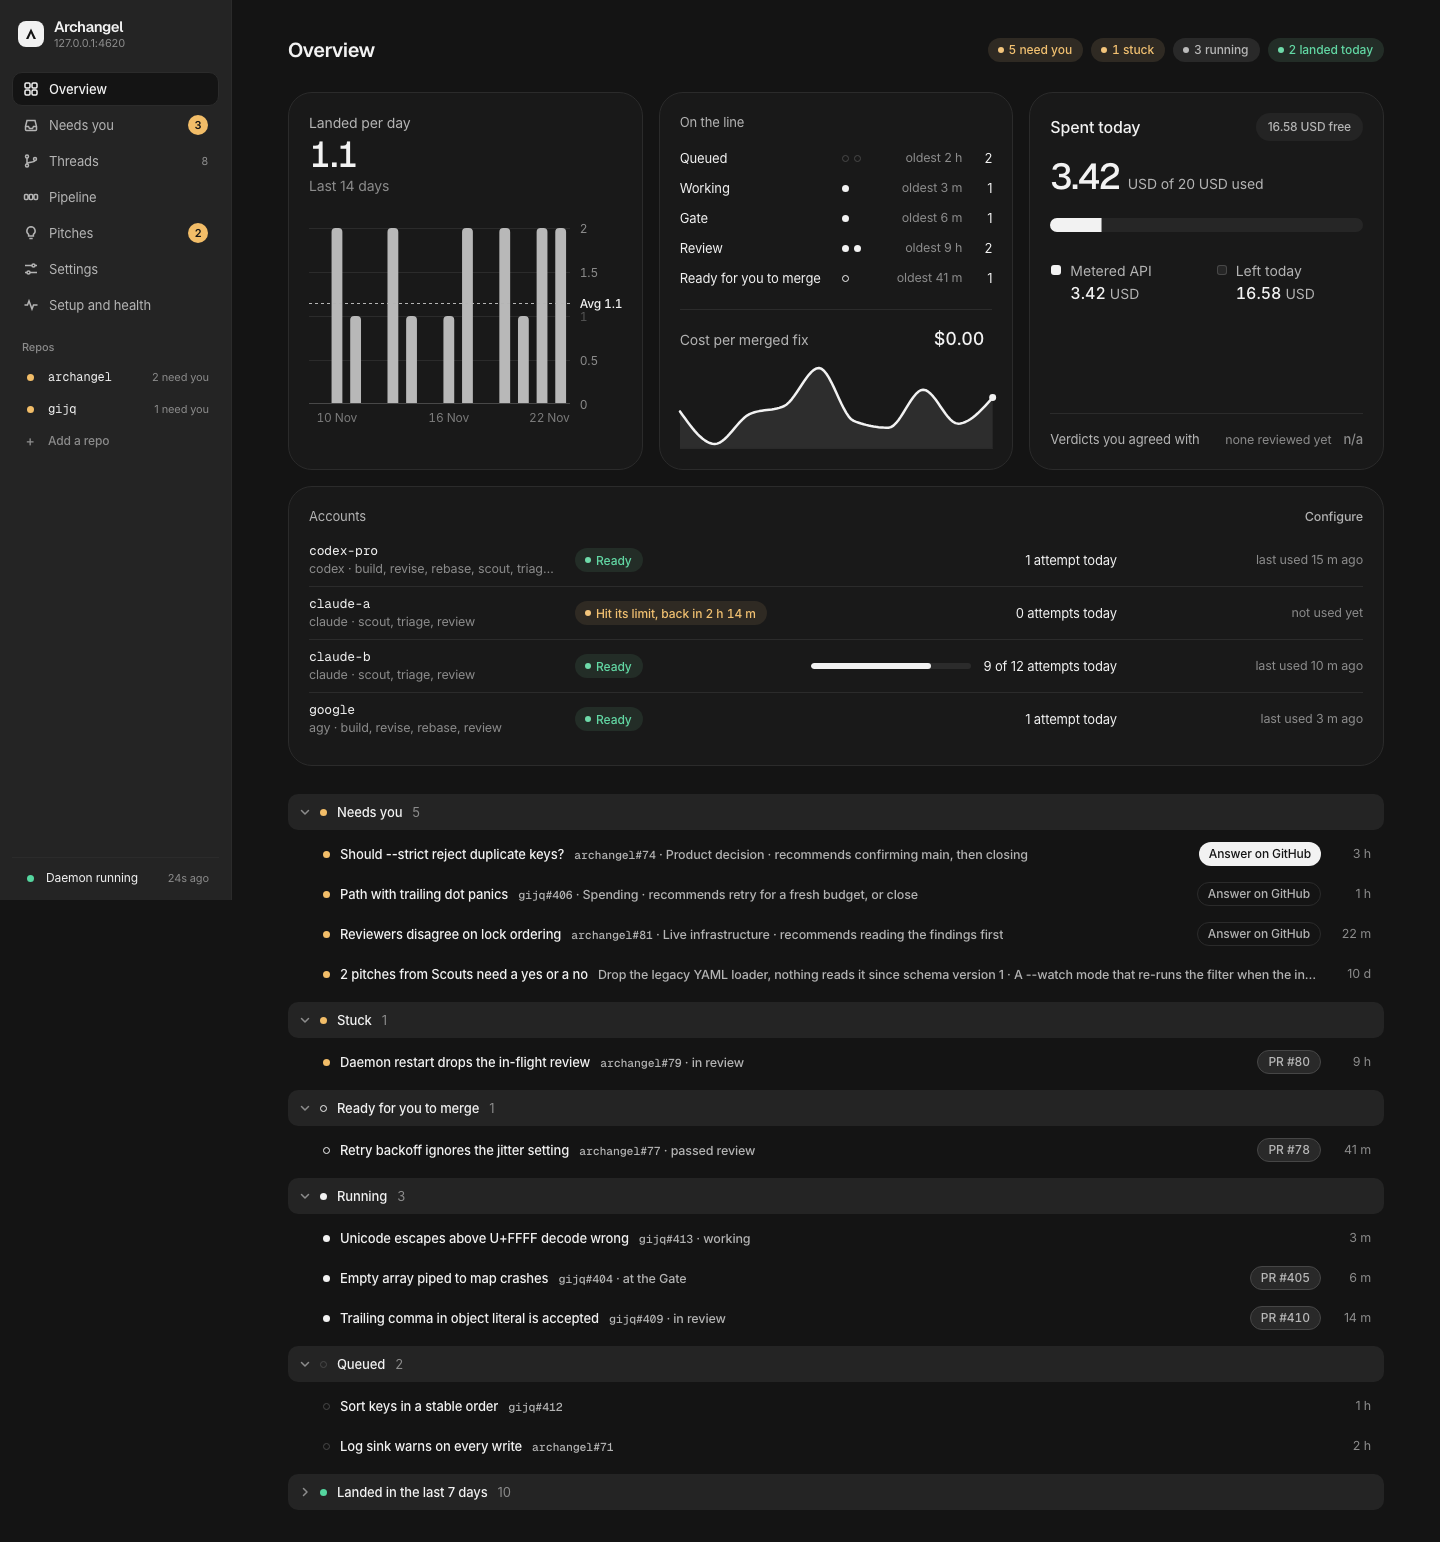 Archangel
127.0.0.1:4620
Overview
Needs you 3
Threads 8
Pipeline
Pitches 2
Settings
Setup and health
Repos
archangel 2 need you
gijq 1 need you
+ Add a repo
Daemon running 24s ago
Overview
5 need you 1 stuck 3 running 2 landed today
Landed per day
1.1
Last 14 days
2
1.5
Avg 1.1
1
0.5
0
10 Nov 16 Nov 22 Nov
On the line
Queued oldest 2 h 2
Working oldest 3 m 1
Gate oldest 6 m 1
Review oldest 9 h 2
Ready for you to merge oldest 41 m 1
Cost per merged fix $0.00
Spent today 16.58 USD free
3.42 USD of 20 USD used
Metered API Left today
3.42 USD 16.58 USD
Verdicts you agreed with none reviewed yet n/a
Accounts Configure
codex-pro
codex · build, revise, rebase, scout, triag...
Ready 1 attempt today last used 15 m ago
claude-a
claude · scout, triage, review
Hit its limit, back in 2 h 14 m 0 attempts today not used yet
claude-b
claude · scout, triage, review
Ready 9 of 12 attempts today last used 10 m ago
google
agy · build, revise, rebase, review
Ready 1 attempt today last used 3 m ago
Needs you 5
Should --strict reject duplicate keys? archangel#74 · Product decision · recommends confirming main, then closing Answer on GitHub 3 h
Path with trailing dot panics gijq#406 · Spending · recommends retry for a fresh budget, or close Answer on GitHub 1 h
Reviewers disagree on lock ordering archangel#81 · Live infrastructure · recommends reading the findings first Answer on GitHub 22 m
2 pitches from Scouts need a yes or a no Drop the legacy YAML loader, nothing reads it since schema version 1 · A --watch mode that re-runs the filter when the in... 10 d
Stuck 1
Daemon restart drops the in-flight review archangel#79 · in review PR #80 9 h
Ready for you to merge 1
Retry backoff ignores the jitter setting archangel#77 · passed review PR #78 41 m
Running 3
Unicode escapes above U+FFFF decode wrong gijq#413 · working 3 m
Empty array piped to map crashes gijq#404 · at the Gate PR #405 6 m
Trailing comma in object literal is accepted gijq#409 · in review PR #410 14 m
Queued 2
Sort keys in a stable order gijq#412 1 h
Log sink warns on every write archangel#71 2 h
Landed in the last 7 days 10